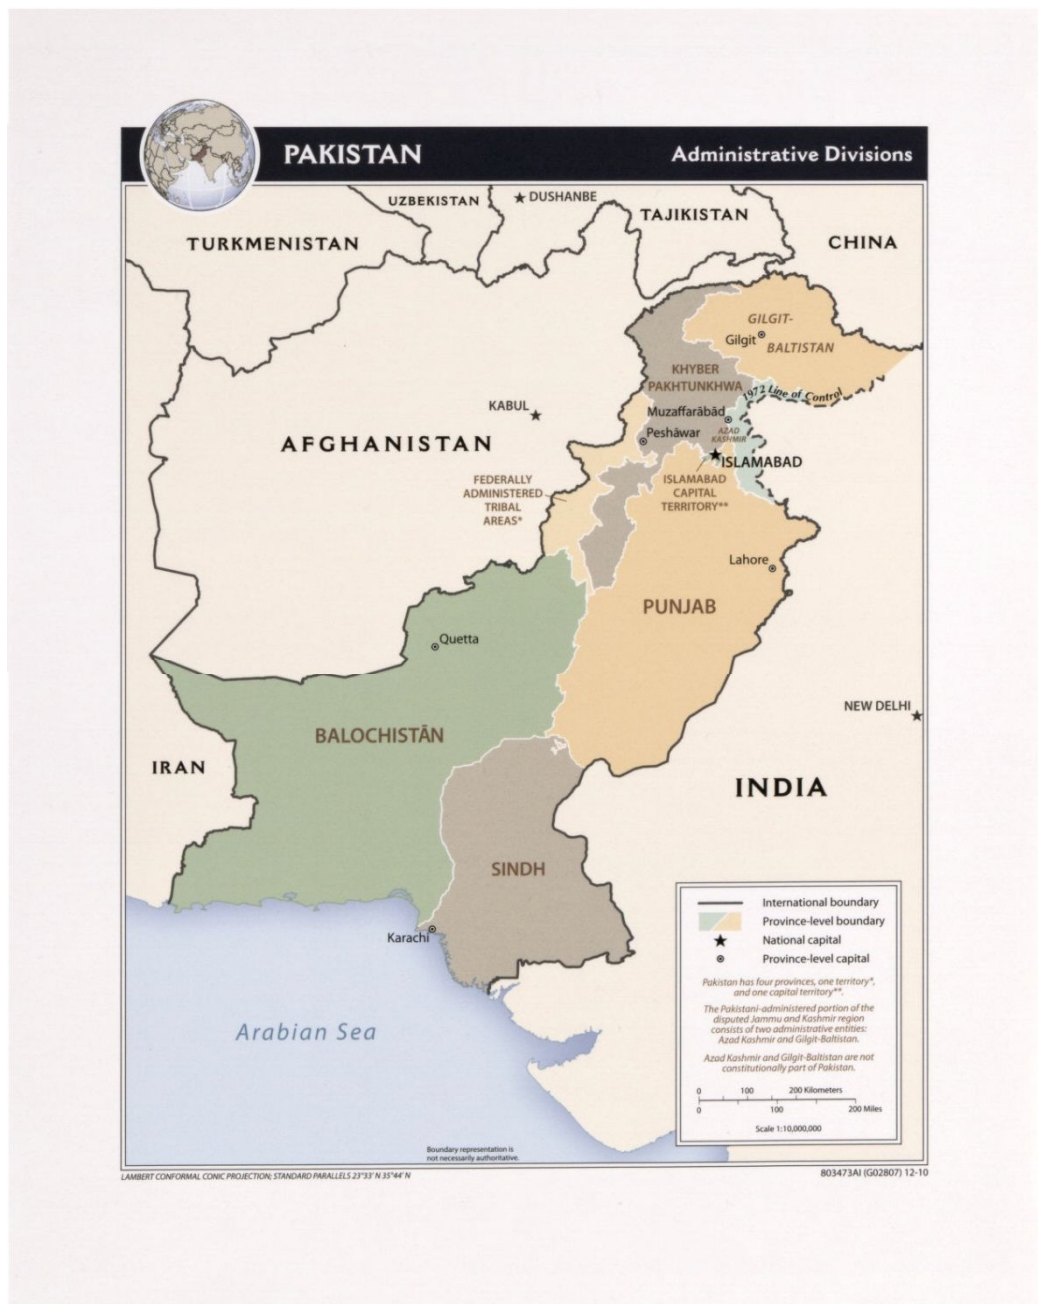 PAKISTAN
Administrative Divisions
UZBEKISTAN
DUSHANBE
TAJIKISTAN
TURKMENISTAN
CHINA
GILGIT-
Gilgit
BALTISTAN
KHYBER
PAKHTUNKHWA
1972 Line of Control
KABUL
Muzaffarābād
AZAD
KASHMIR
Peshāwar
AFGHANISTAN
ISLAMABAD
FEDERALLY
ADMINISTERED
TRIBAL
AREAS*
ISLAMABAD
CAPITAL
TERRITORY**
Lahore
PUNJAB
Quetta
NEW DELHI
BALOCHISTĀN
IRAN
INDIA
SINDH
Karachi
Arabian Sea
International boundary
Province-level boundary
National capital
Province-level capital
Pakistan has four provinces, one territory*,
and one capital territory**.
The Pakistani-administered portion of the
disputed Jammu and Kashmir region
consists of two administrative entities:
Azad Kashmir and Gilgit-Baltistan.
Azad Kashmir and Gilgit-Baltistan are not
constitutionally part of Pakistan.
0 100 200 Kilometers
0 100 200 Miles
Scale 1:10,000,000
Boundary representation is
not necessarily authoritative.
LAMBERT CONFORMAL CONIC PROJECTION; STANDARD PARALLELS 23°33' N 35°44' N
803473AI (G02807) 12-10